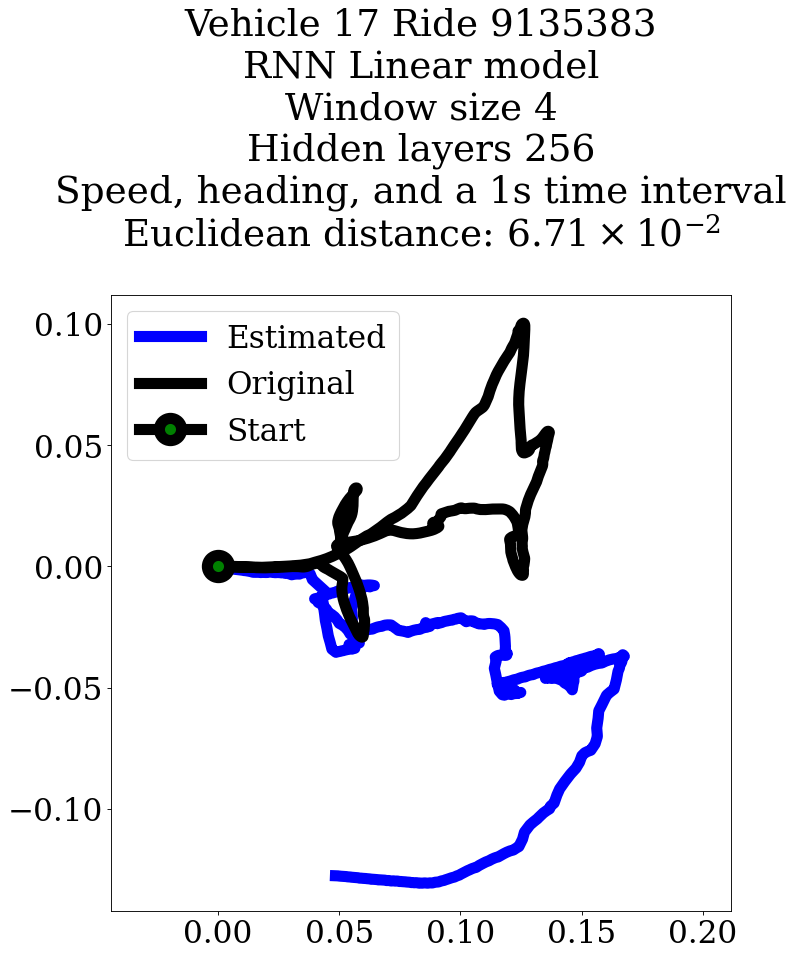 Vehicle 17 Ride 9135383
RNN Linear model
Window size 4
Hidden layers 256
Speed, heading, and a 1s time interval
Euclidean distance: 6.71 × 10⁻²
Estimated
Original
Start
0.10
0.05
0.00
−0.05
−0.10
0.00 0.05 0.10 0.15 0.20